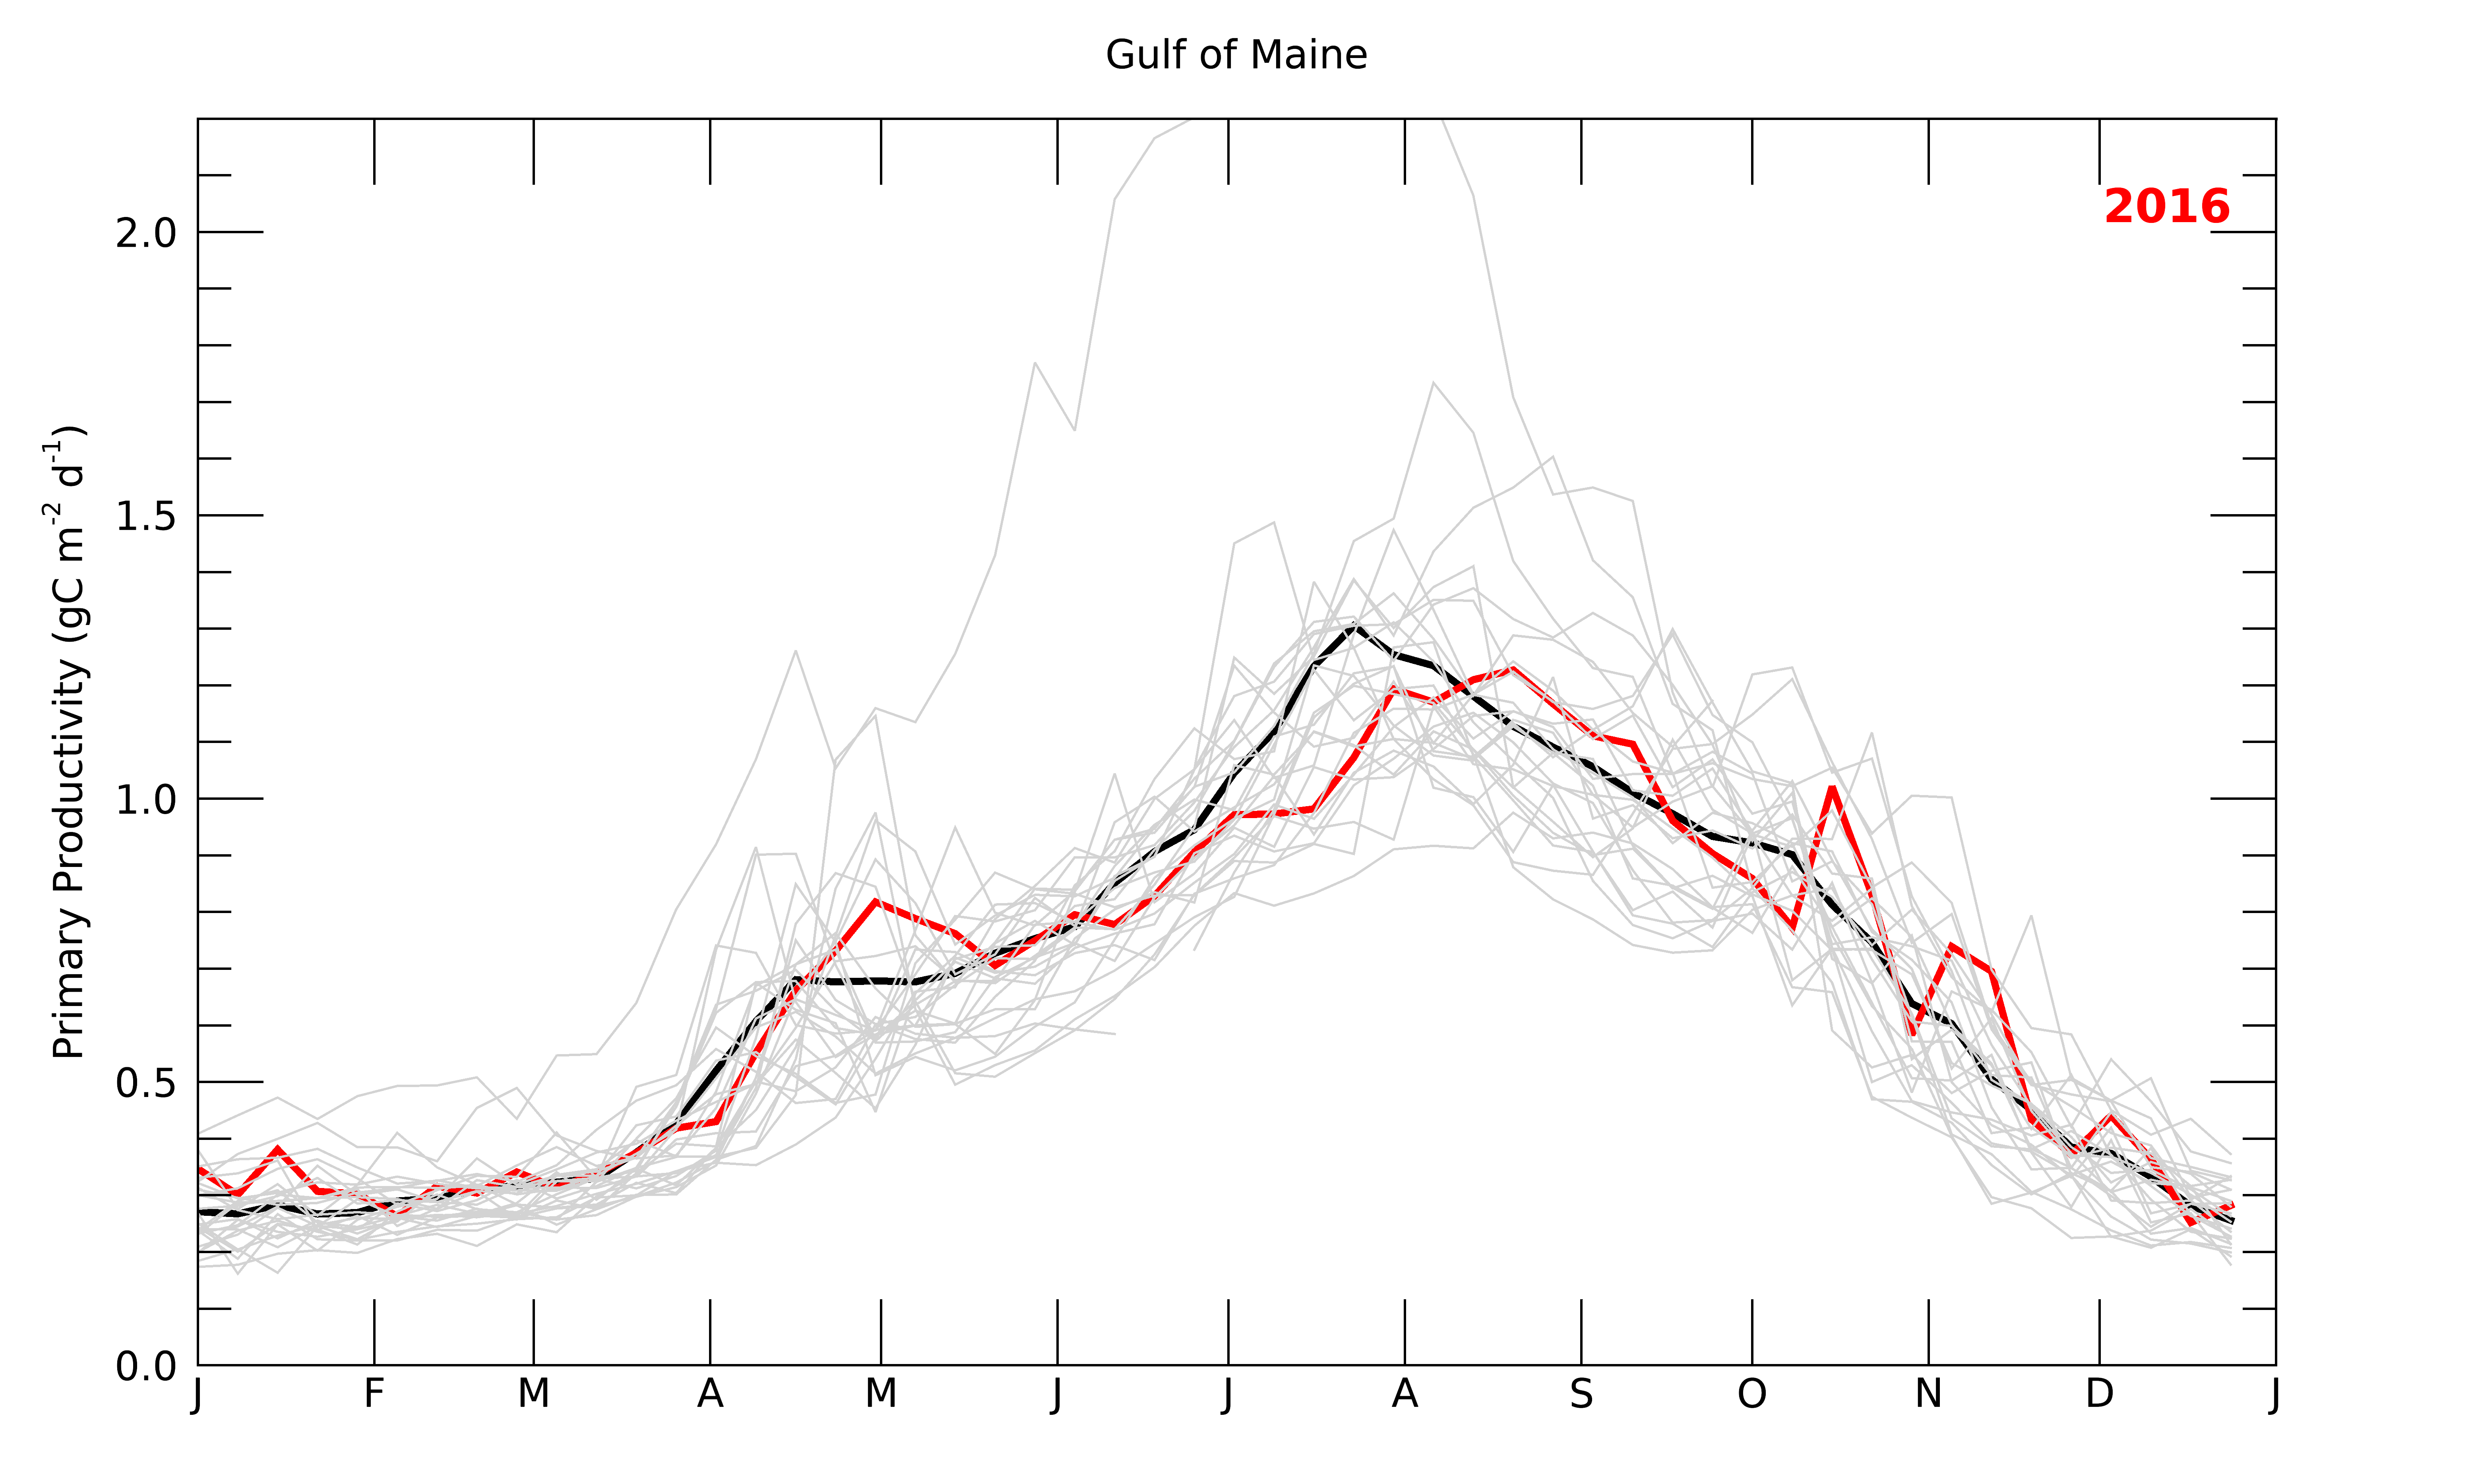 Gulf of Maine
2016
Primary Productivity (gC m⁻² d⁻¹)
2.0
1.5
1.0
0.5
0.0
J F M A M J J A S O N D J